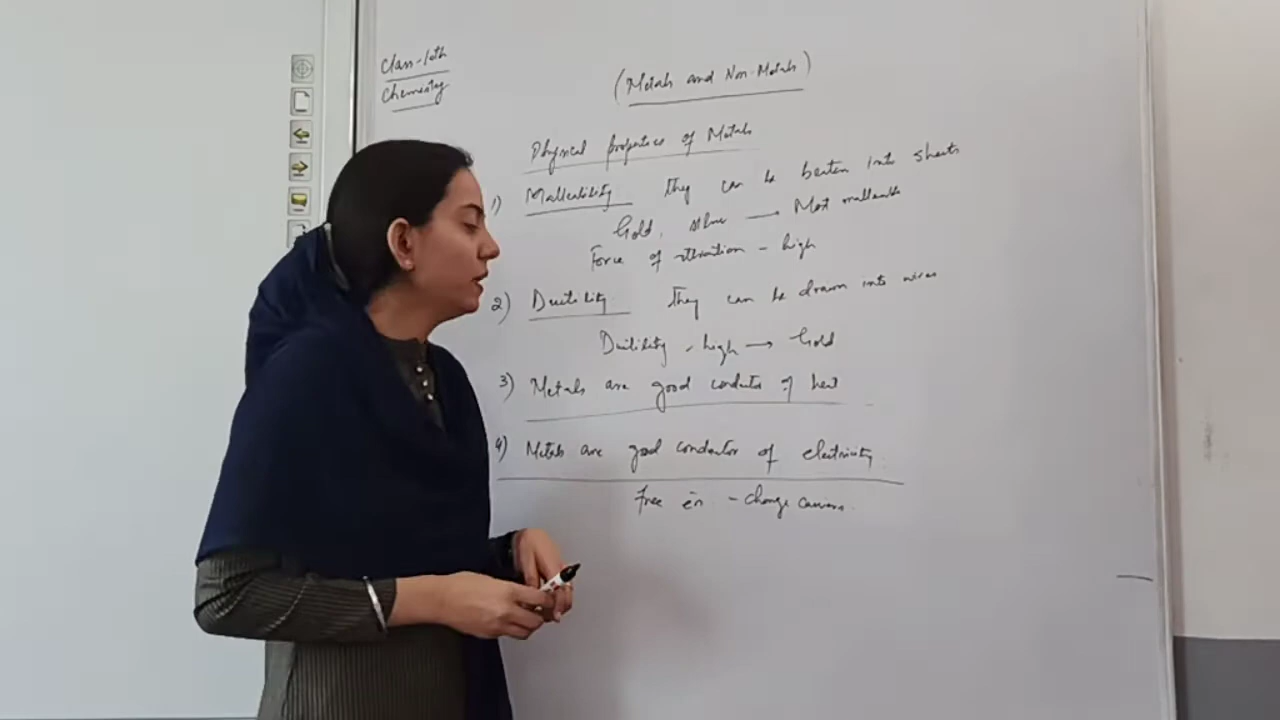 Class-10th
Chemistry
(Metals and Non-Metals)
Physical properties of Metals
1) Malleability They can be beaten into sheets
Gold, silver → Most malleable
Force of attraction - high
2) Ductility They can be drawn into wires
Ductility - high → Gold
3) Metals are good conductor of heat
4) Metals are good conductor of electricity
Free - charge carriers.